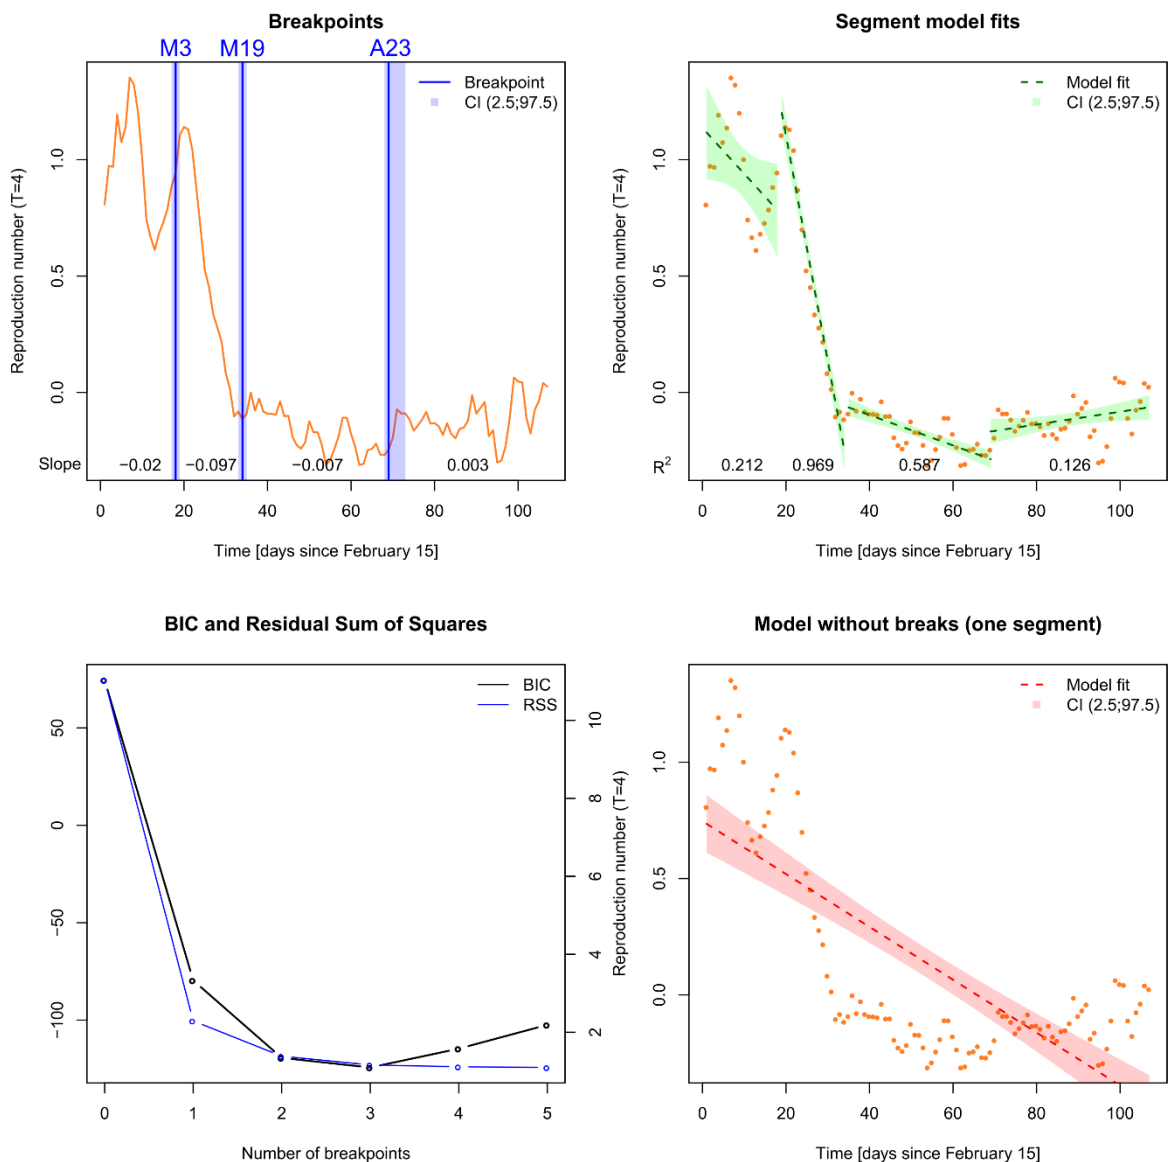 Breakpoints
M3 M19 A23
Breakpoint
CI (2.5;97.5)
Reproduction number (T=4)
1.0
0.5
0.0
Slope −0.02 −0.097 −0.007 0.003
0 20 40 60 80 100
Time [days since February 15]
Segment model fits
Model fit
CI (2.5;97.5)
Reproduction number (T=4)
1.0
0.5
0.0
R² 0.212 0.969 0.587 0.126
0 20 40 60 80 100
Time [days since February 15]
BIC and Residual Sum of Squares
BIC
RSS
50
0
−50
−100
10
8
6
4
2
0 1 2 3 4 5
Number of breakpoints
Model without breaks (one segment)
Model fit
CI (2.5;97.5)
Reproduction number (T=4)
1.0
0.5
0.0
0 20 40 60 80 100
Time [days since February 15]